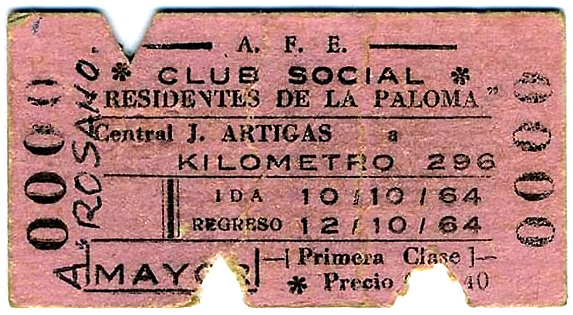 A. F. E.
* CLUB SOCIAL *
RESIDENTES DE LA PALOMA"
Central J. ARTIGAS a
KILOMETRO 296
IDA 10/10/64
REGRESO 12/10/64
MAYOR —[Primera Clase]—
* Precio 40
0000
0000
A. ROSANO